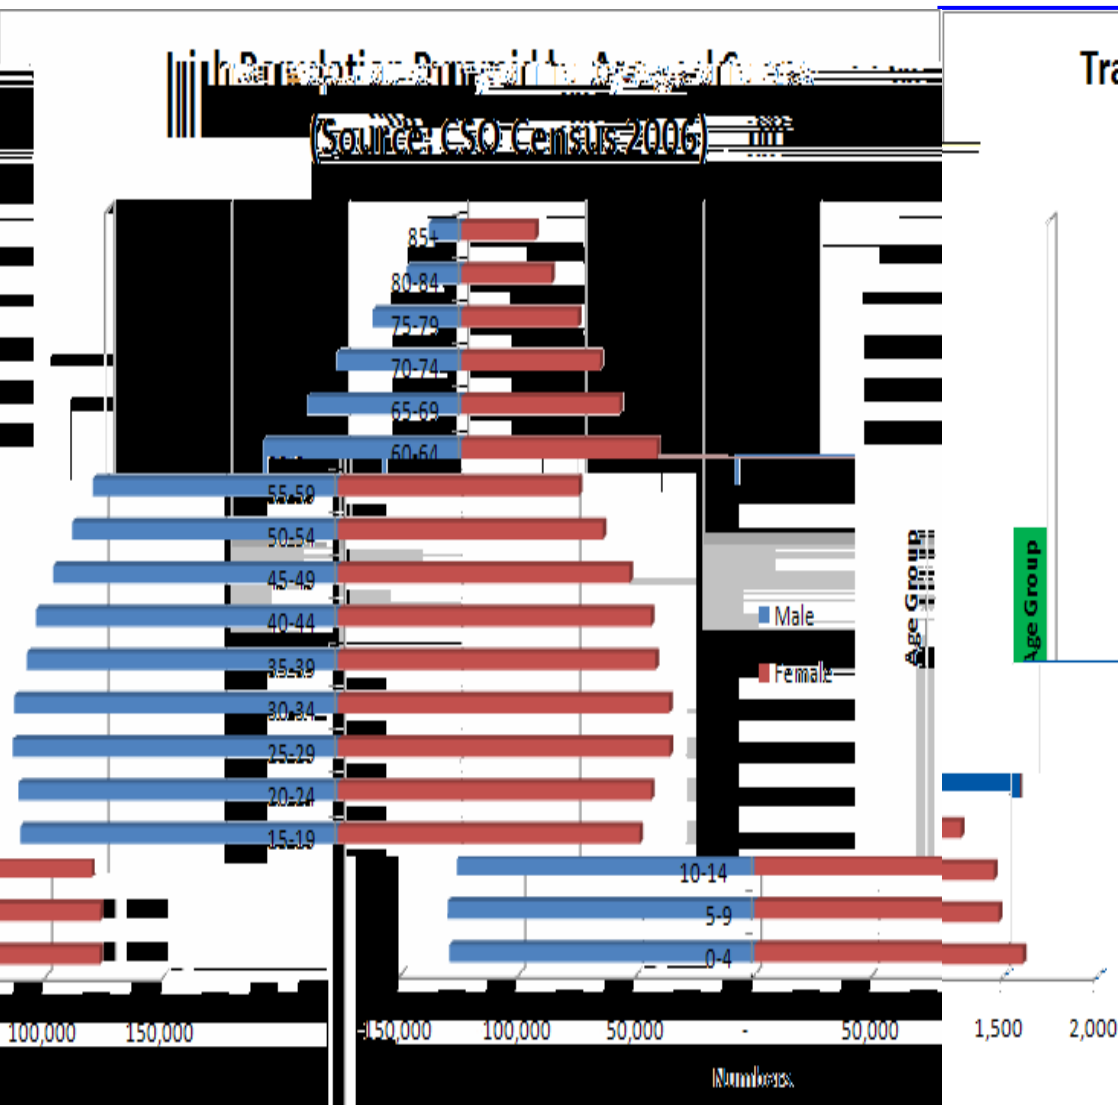 Tra
(Source: CSO Census 2006)
85+
80-84
75-79
70-74
65-69
60-64
55-59
50-54
45-49
40-44
35-39
30-34
25-29
20-24
15-19
10-14
5-9
0-4
Male
Female
Age Group
Age Group
100,000 150,000 -150,000 100,000 50,000 - 50,000 1,500 2,000
Numbers